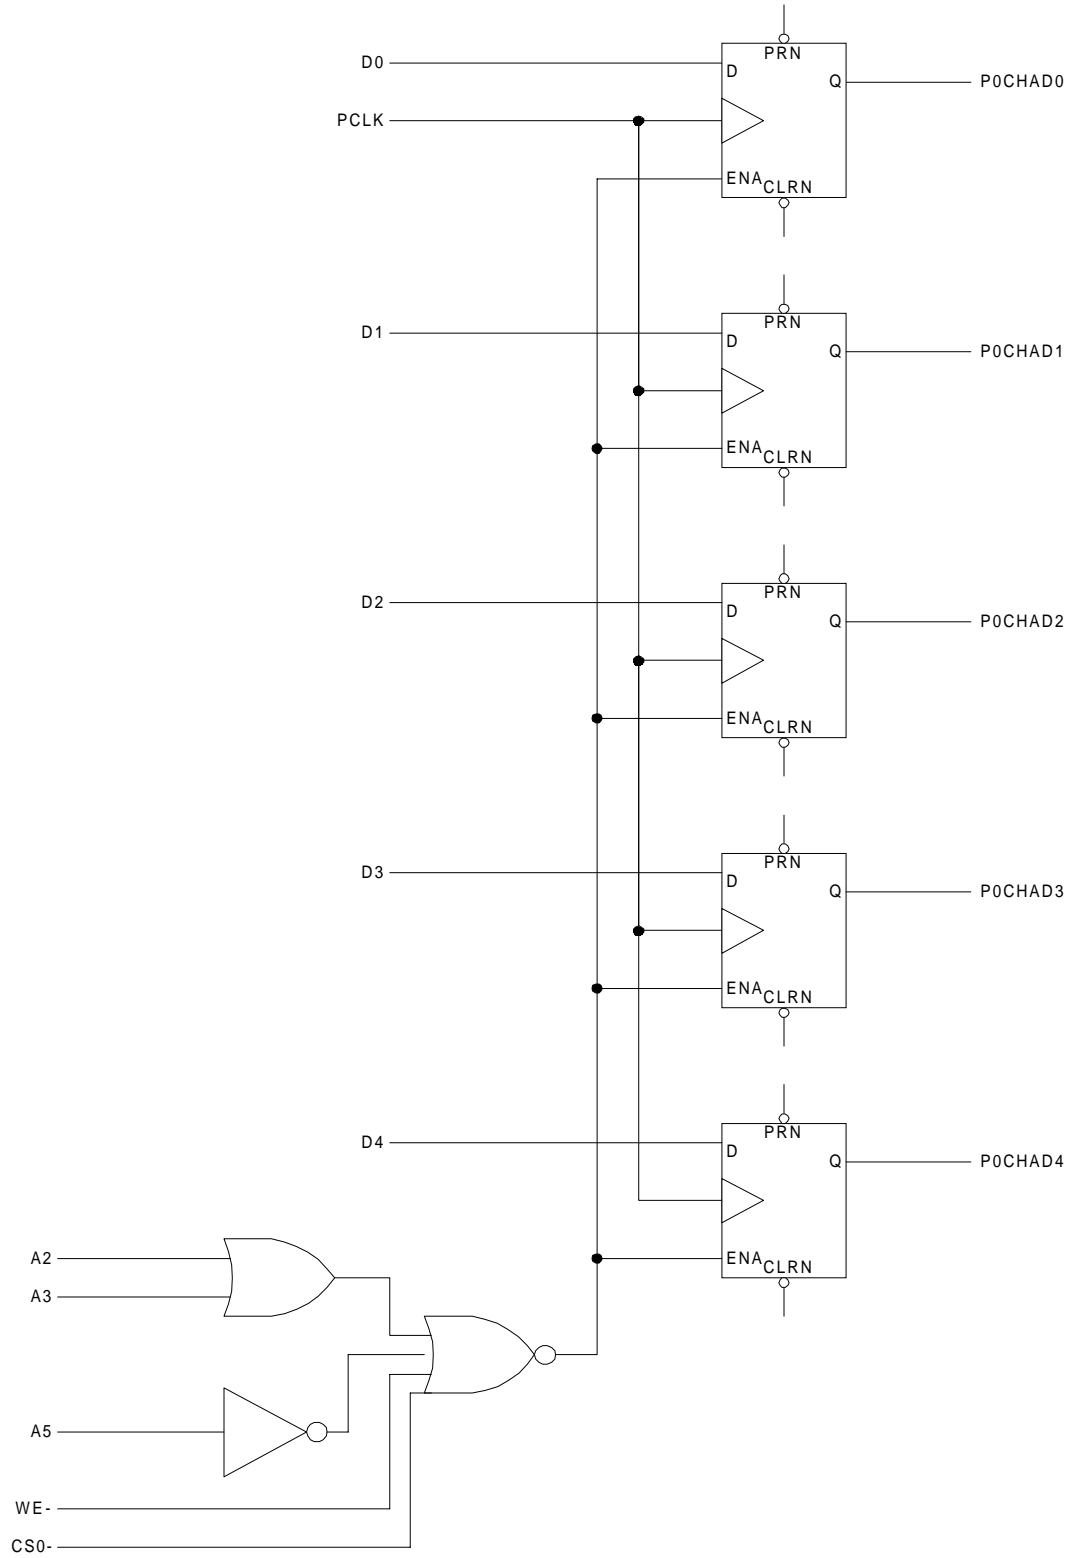 PRN
D0
D
Q
P0CHAD0
PCLK
ENA
CLRN
PRN
D1
D
Q
P0CHAD1
ENA
CLRN
PRN
D2
D
Q
P0CHAD2
ENA
CLRN
PRN
D3
D
Q
P0CHAD3
ENA
CLRN
PRN
D4
D
Q
P0CHAD4
ENA
CLRN
A2
A3
A5
WE-
CS0-